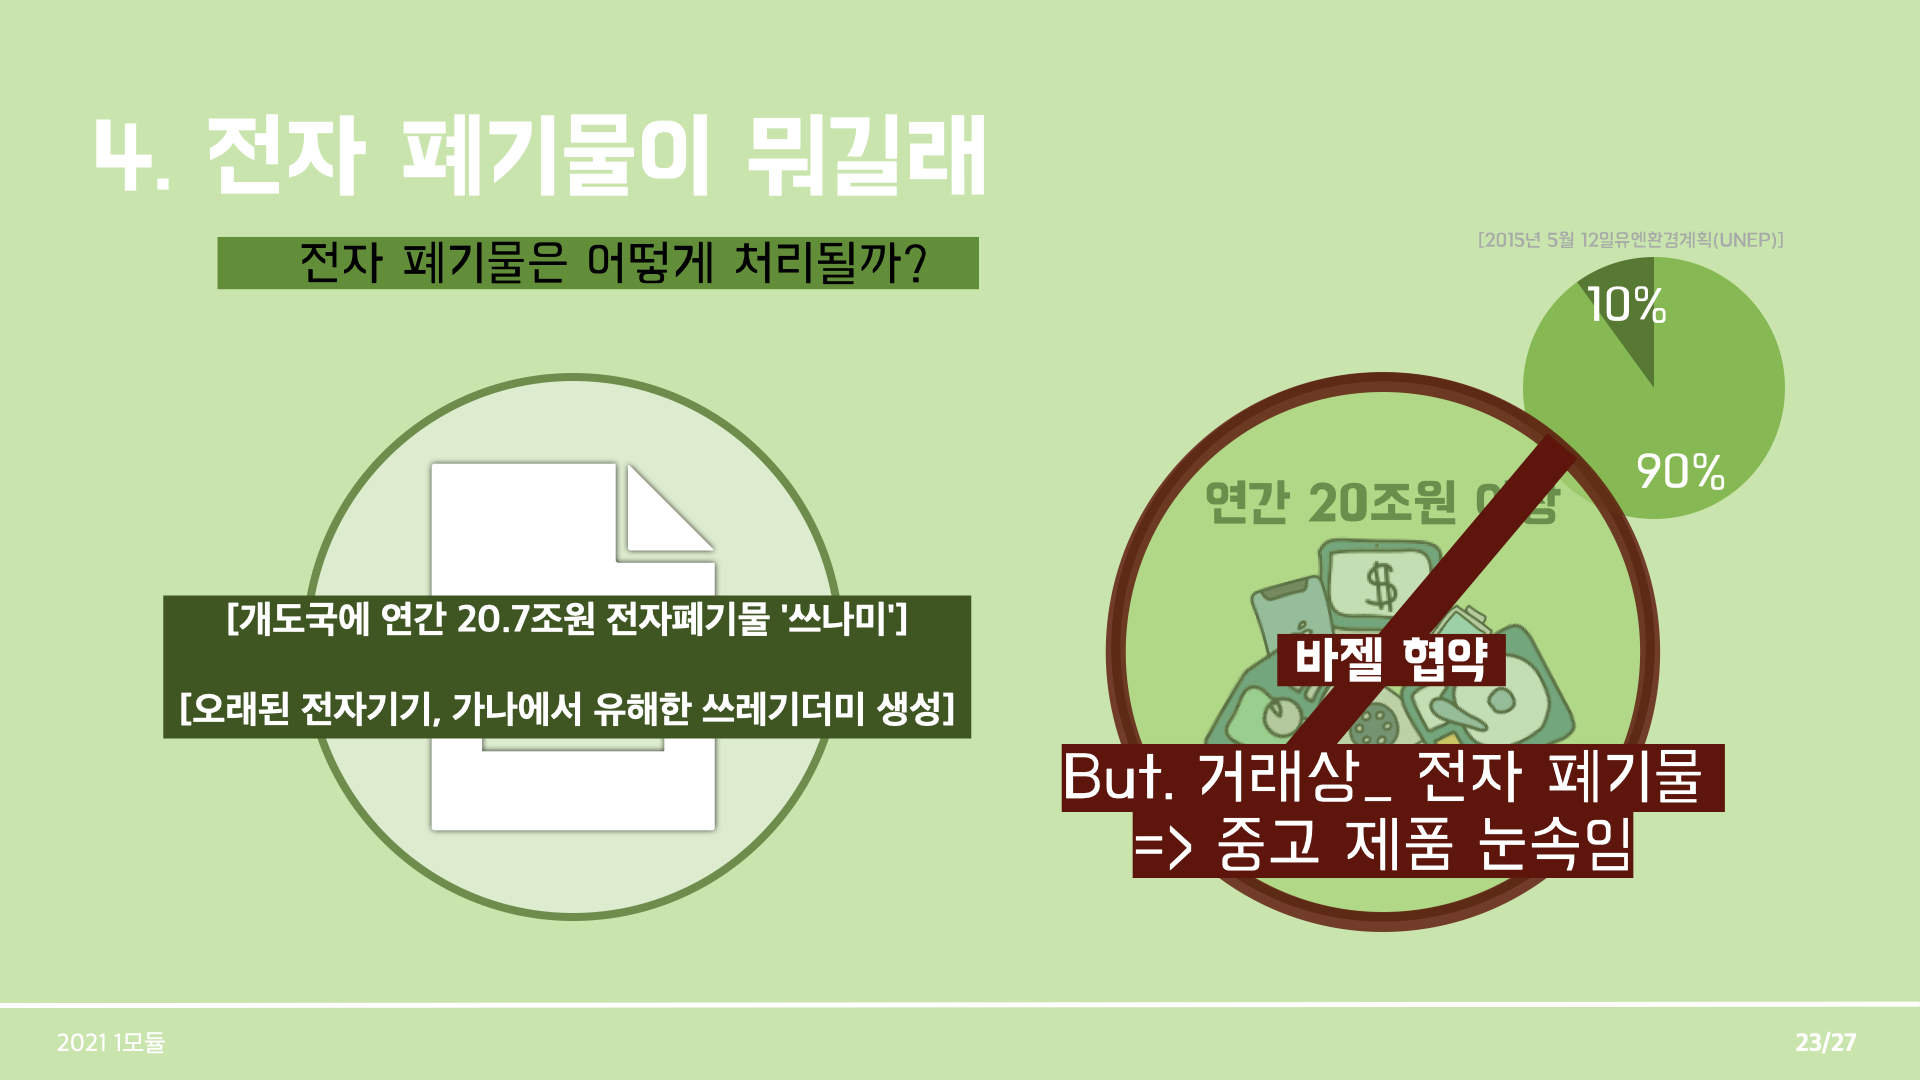 4. 전자 폐기물이 뭐길래
전자 폐기물은 어떻게 처리될까?
[2015년 5월 12일유엔환경계획(UNEP)]
10%
90%
연간 20조원 이상
$
바젤 협약
[개도국에 연간 20.7조원 전자폐기물 '쓰나미']
[오래된 전자기기, 가나에서 유해한 쓰레기더미 생성]
But. 거래상_ 전자 폐기물
=> 중고 제품 눈속임
2021 1모듈
23/27